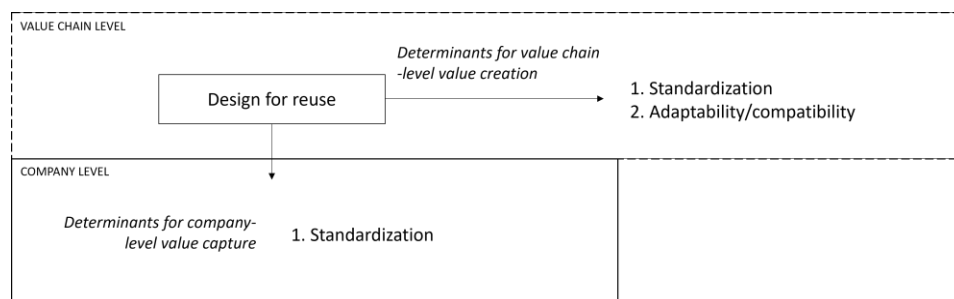 VALUE CHAIN LEVEL
Determinants for value chain
-level value creation
Design for reuse
1. Standardization
2. Adaptability/compatibility
COMPANY LEVEL
Determinants for company-
level value capture
1. Standardization